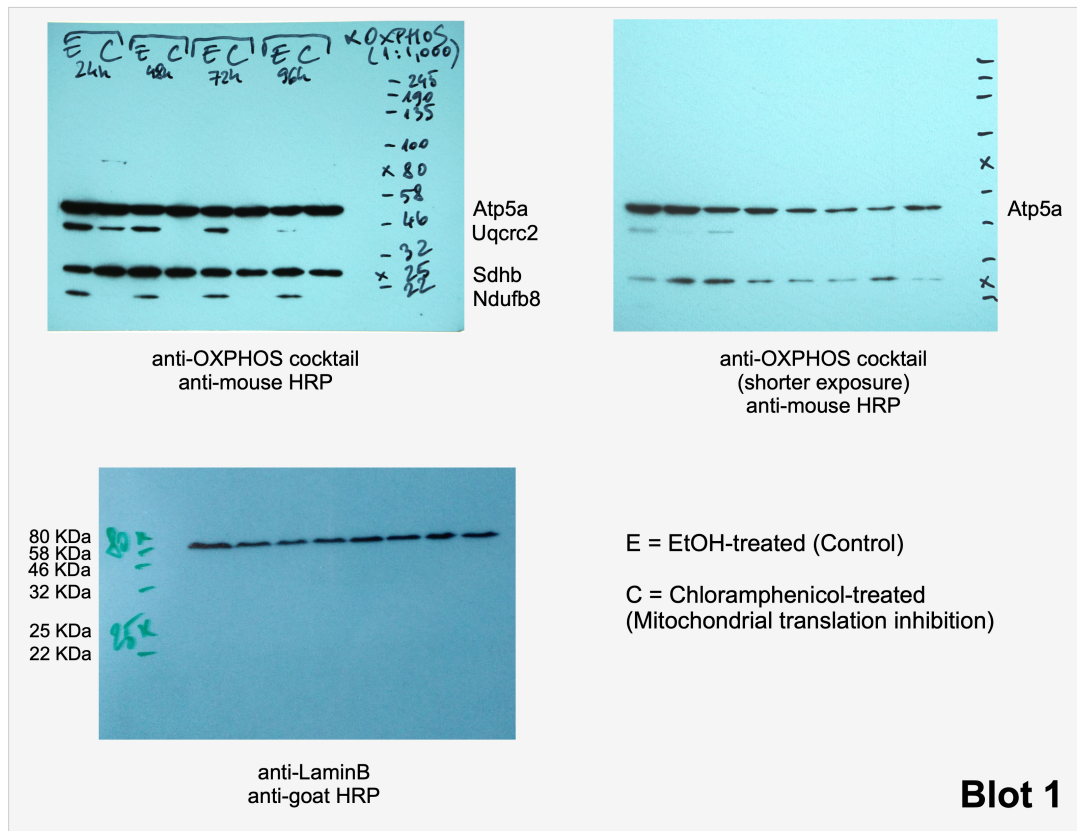 E C E C E C E C α OXPHOS
24h 48h 72h 96h (1:1,000)
- 245
- 190
- 135
- 100
x 80
- 58
- 46
- 32
x 25
- 22
Atp5a
Uqcrc2
Sdhb
Ndufb8
anti-OXPHOS cocktail
anti-mouse HRP
Atp5a
anti-OXPHOS cocktail
(shorter exposure)
anti-mouse HRP
80 KDa
58 KDa
46 KDa
32 KDa
25 KDa
22 KDa
80 x
25 x
anti-LaminB
anti-goat HRP
E = EtOH-treated (Control)
C = Chloramphenicol-treated
(Mitochondrial translation inhibition)
Blot 1